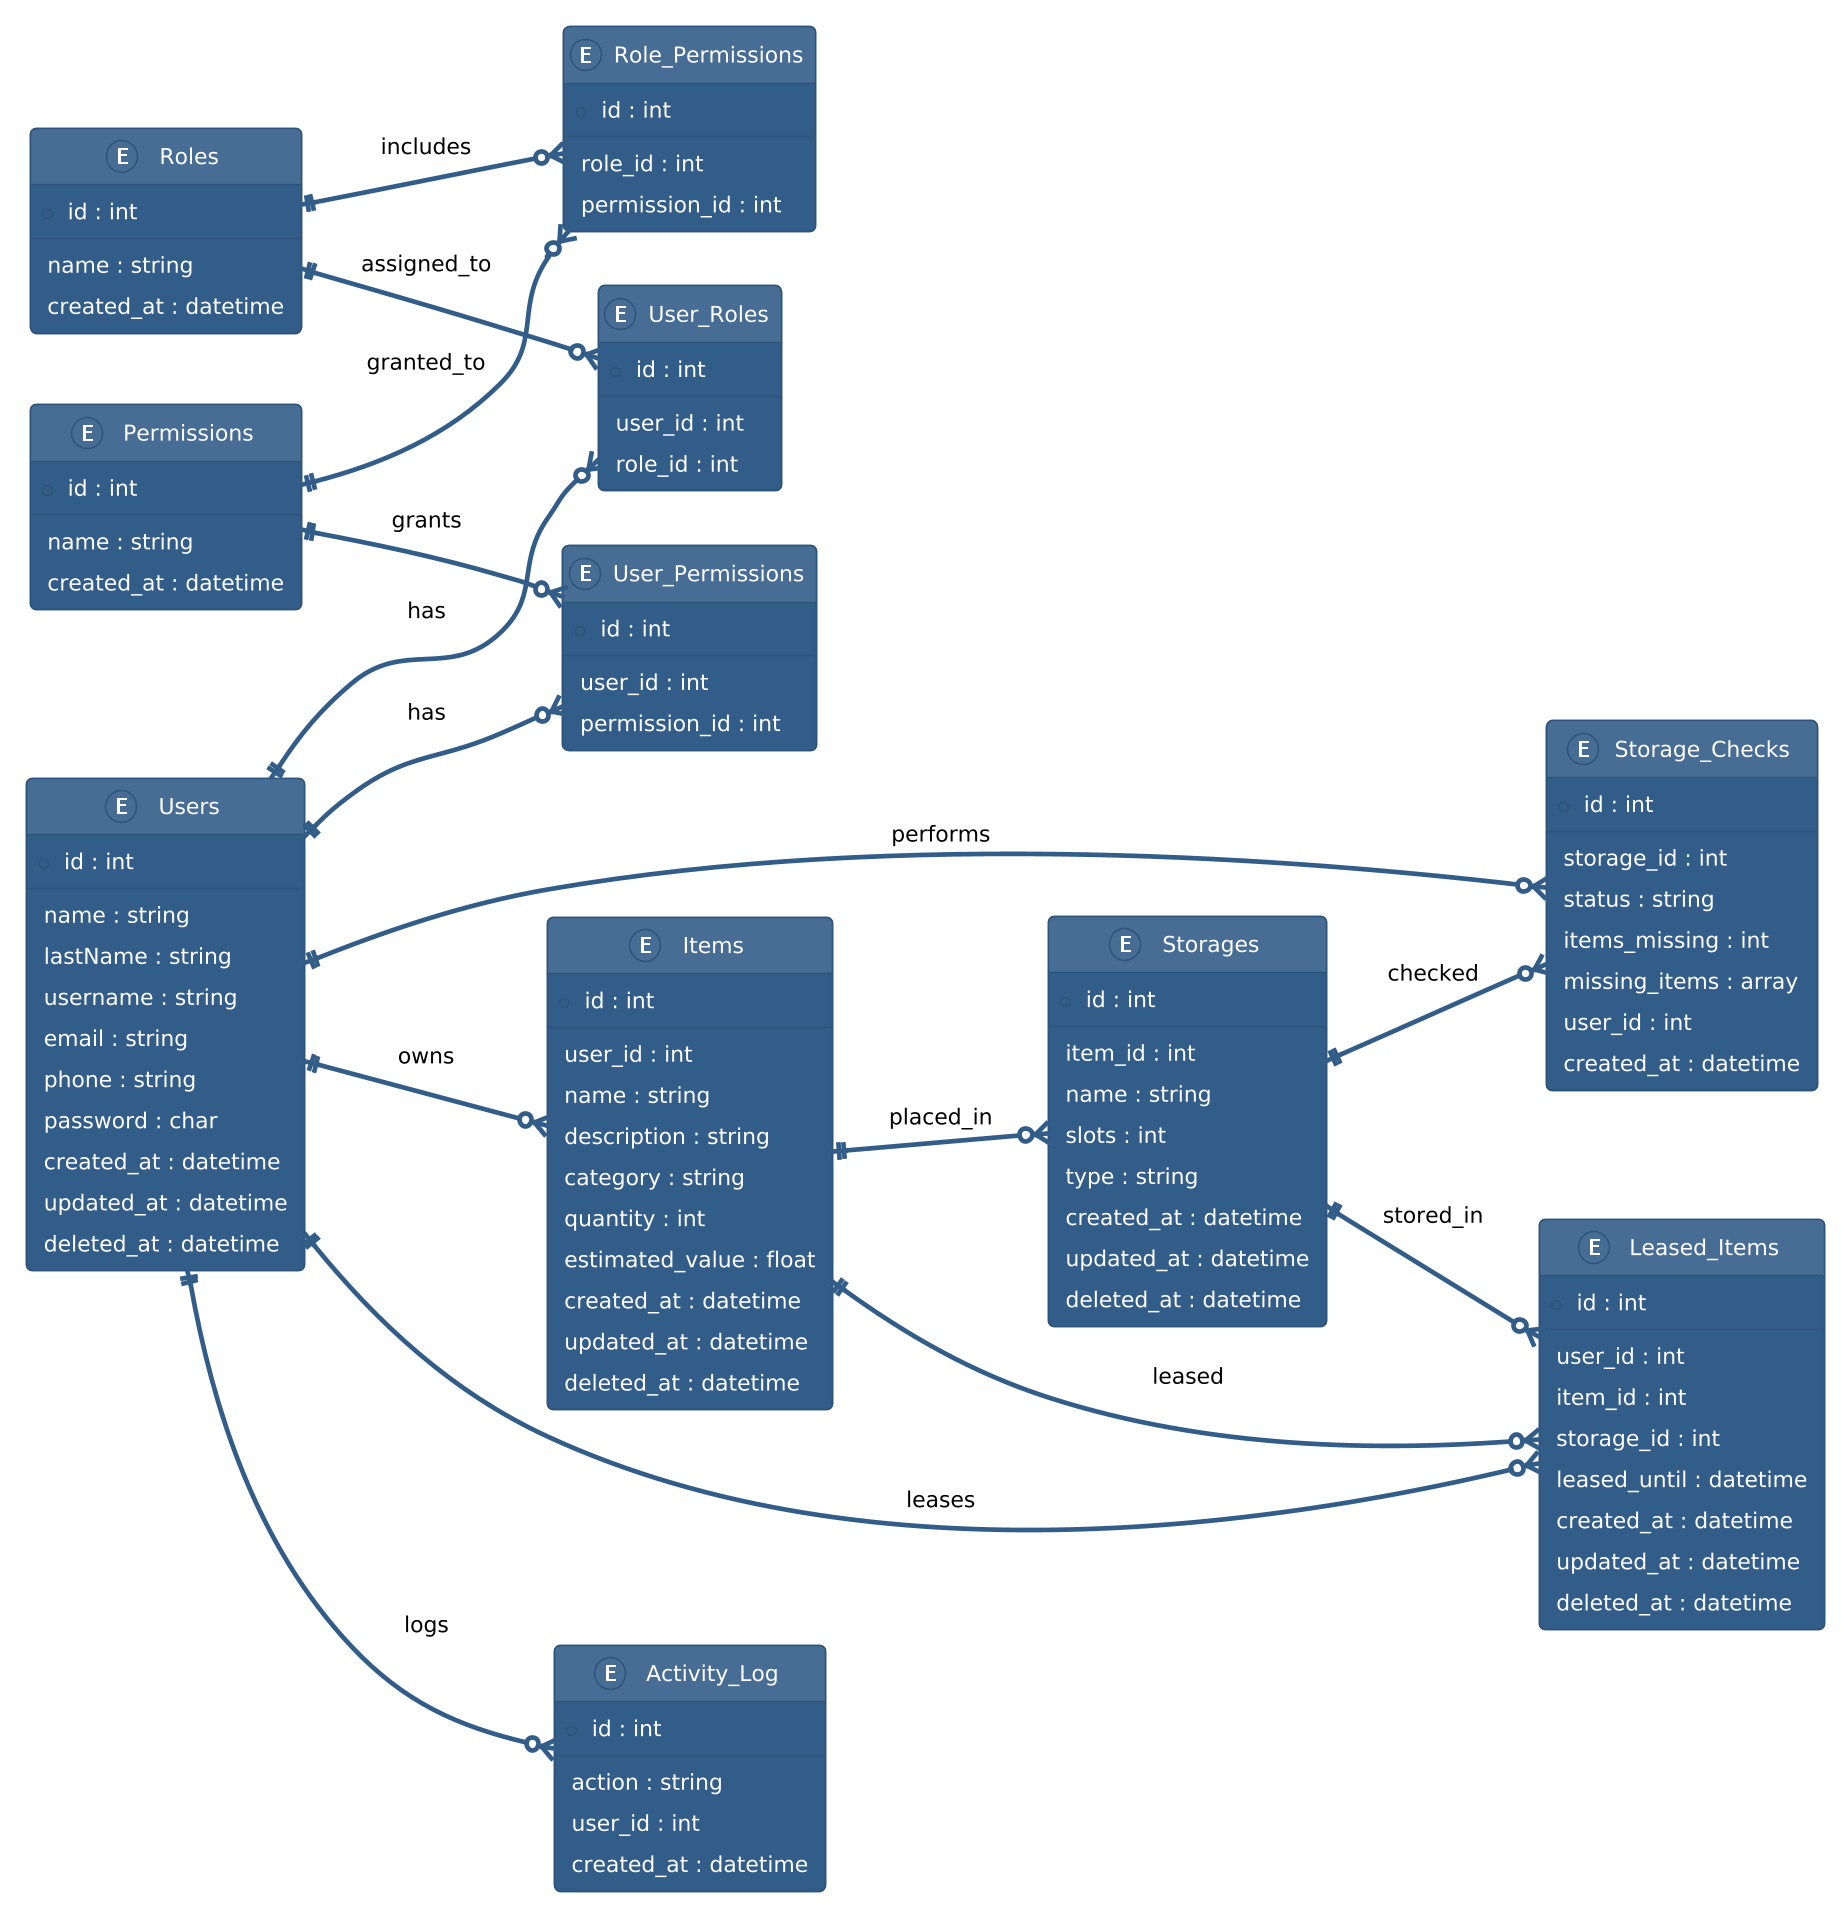 E Role_Permissions
id : int
role_id : int
permission_id : int
E Roles
id : int
name : string
created_at : datetime
includes
assigned_to
granted_to
E User_Roles
id : int
user_id : int
role_id : int
E Permissions
id : int
name : string
created_at : datetime
grants
has
has
E User_Permissions
id : int
user_id : int
permission_id : int
E Users
id : int
name : string
lastName : string
username : string
email : string
phone : string
password : char
created_at : datetime
updated_at : datetime
deleted_at : datetime
performs
owns
E Items
id : int
user_id : int
name : string
description : string
category : string
quantity : int
estimated_value : float
created_at : datetime
updated_at : datetime
deleted_at : datetime
placed_in
E Storages
id : int
item_id : int
name : string
slots : int
type : string
created_at : datetime
updated_at : datetime
deleted_at : datetime
checked
E Storage_Checks
id : int
storage_id : int
status : string
items_missing : int
missing_items : array
user_id : int
created_at : datetime
stored_in
leased
leases
E Leased_Items
id : int
user_id : int
item_id : int
storage_id : int
leased_until : datetime
created_at : datetime
updated_at : datetime
deleted_at : datetime
logs
E Activity_Log
id : int
action : string
user_id : int
created_at : datetime